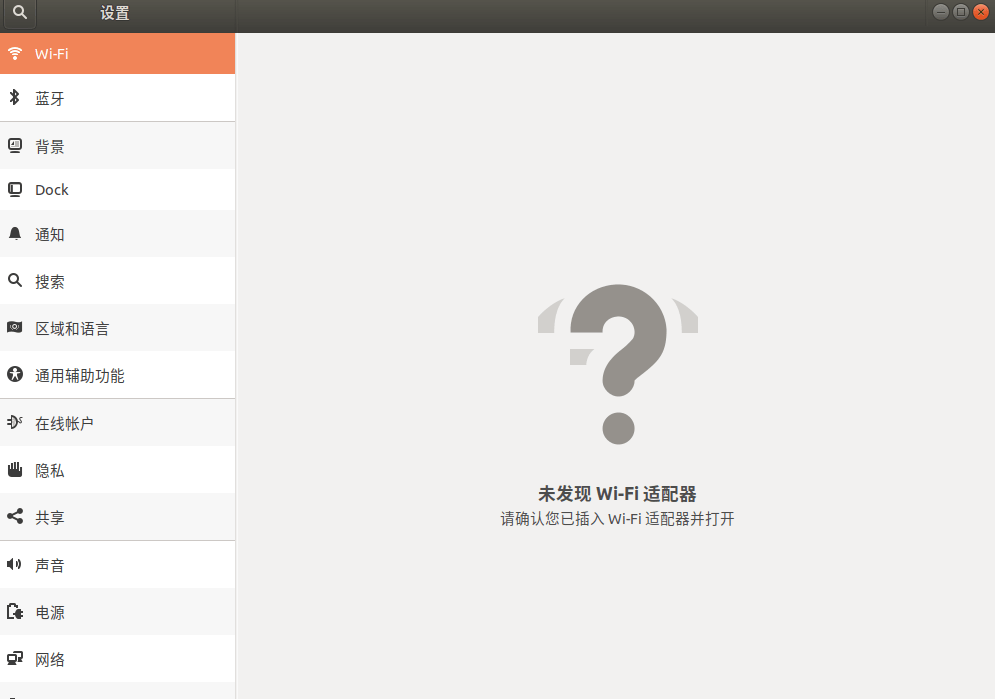 设置
Wi-Fi
蓝牙
背景
Dock
通知
搜索
区域和语言
通用辅助功能
在线帐户
隐私
共享
声音
电源
网络
未发现 Wi-Fi 适配器
请确认您已插入 Wi-Fi 适配器并打开